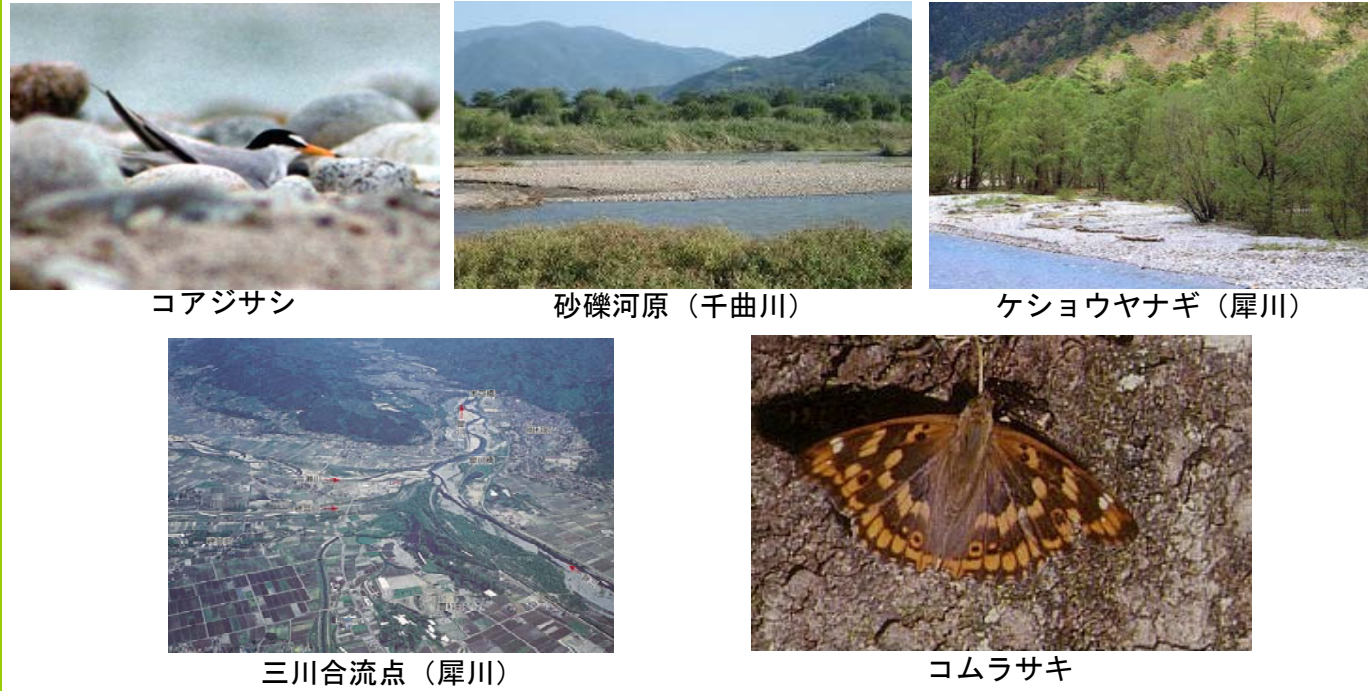 コアジサシ
砂礫河原（千曲川）
ケショウヤナギ（犀川）
三川合流点（犀川）
コムラサキ